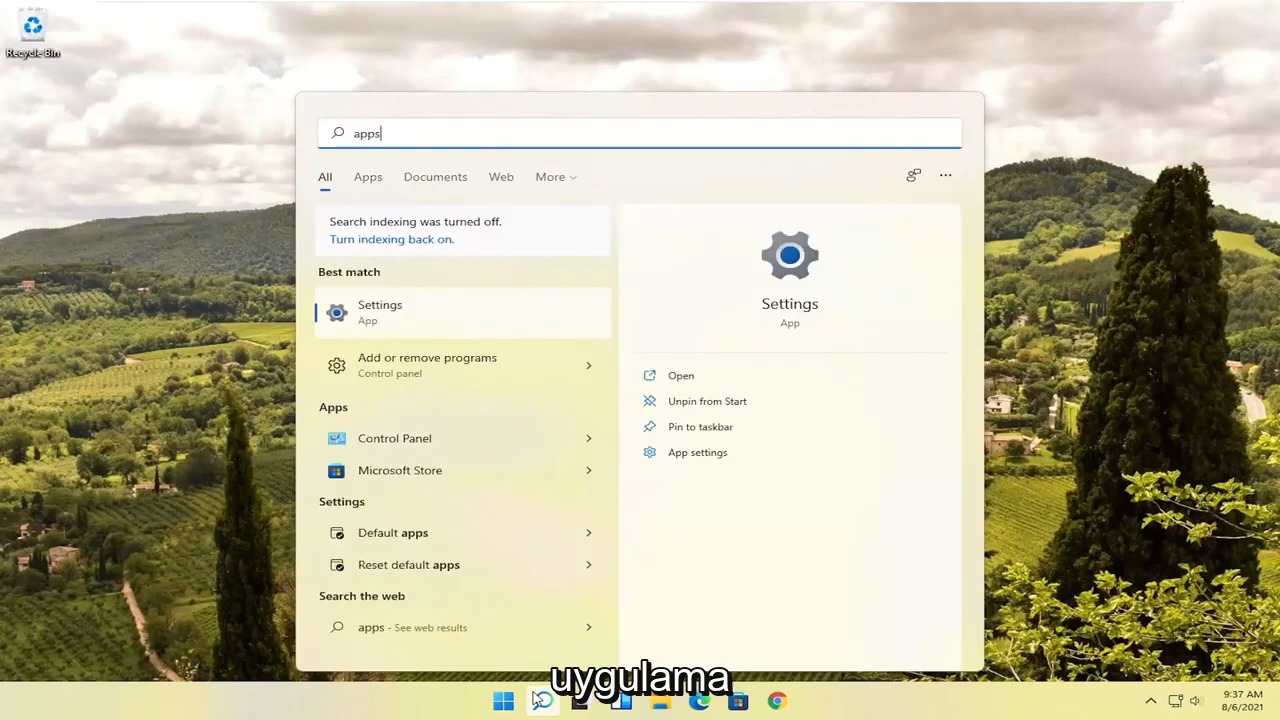 Recycle Bin
apps
All Apps Documents Web More
Search indexing was turned off.
Turn indexing back on.
Best match
Settings
App
Add or remove programs
Control panel
Apps
Control Panel
Microsoft Store
Settings
Default apps
Reset default apps
Search the web
apps - See web results
Settings
App
Open
Unpin from Start
Pin to taskbar
App settings
uygulama
9:37 AM
8/6/2021